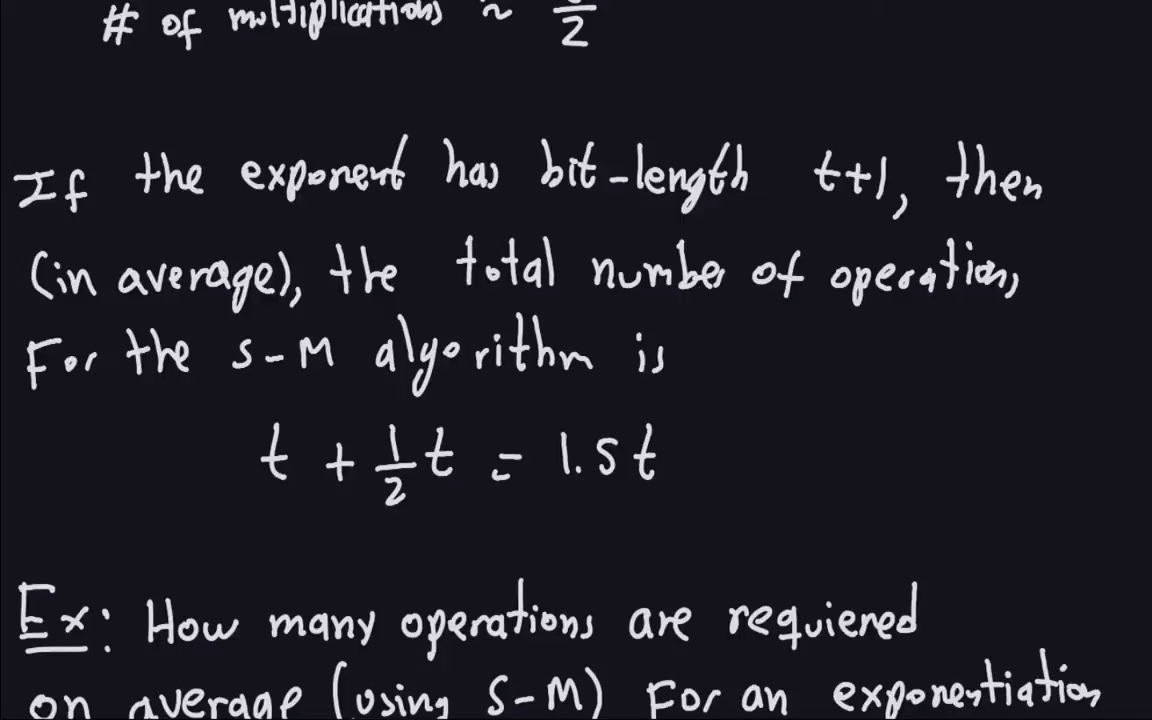 # of multiplications ~ t/2
If the exponent has bit-length t+1, then
(in average), the total number of operations
For the S-M algorithm is
t + 1/2 t = 1.5t
Ex: How many operations are requiered
on average (using S-M) For an exponentiation